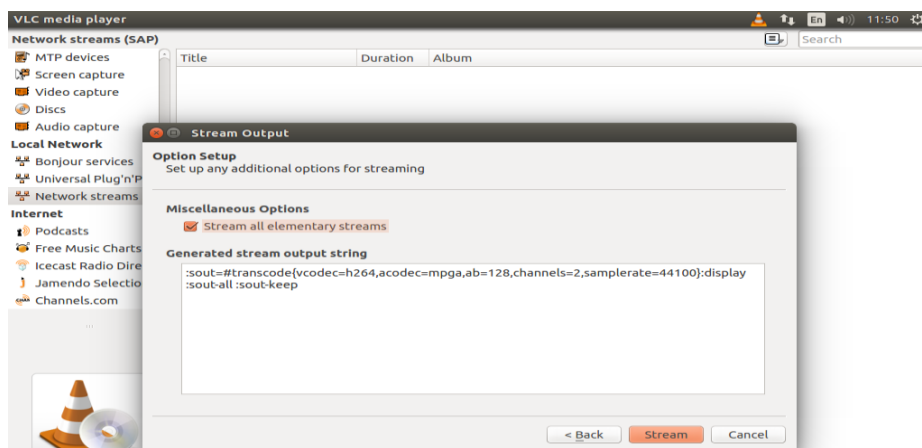 VLC media player
En
11:50
Network streams (SAP)
Search
MTP devices
Title Duration Album
Screen capture
Video capture
Discs
Audio capture
Stream Output
Local Network
Option Setup
Bonjour services
Set up any additional options for streaming
Universal Plug'n'P
Network streams
Internet
Miscellaneous Options
Podcasts
Stream all elementary streams
Free Music Charts
Generated stream output string
Icecast Radio Dire
:sout=#transcode{vcodec=h264,acodec=mpga,ab=128,channels=2,samplerate=44100}:display
Jamendo Selectio
:sout-all :sout-keep
Channels.com
< Back Stream Cancel